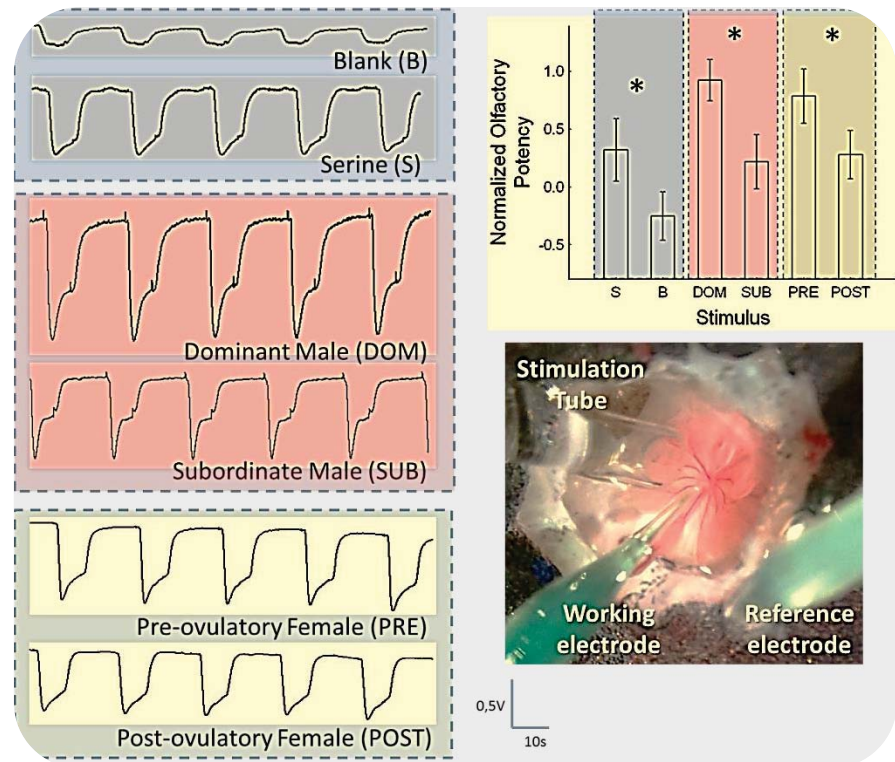 Blank (B)
Serine (S)
Dominant Male (DOM)
Subordinate Male (SUB)
Pre-ovulatory Female (PRE)
Post-ovulatory Female (POST)
* * *
Normalized Olfactory
Potency
1.0
0.5
0.0
-0.5
S B DOM SUB PRE POST
Stimulus
Stimulation
Tube
Working
electrode
Reference
electrode
0,5V
10s